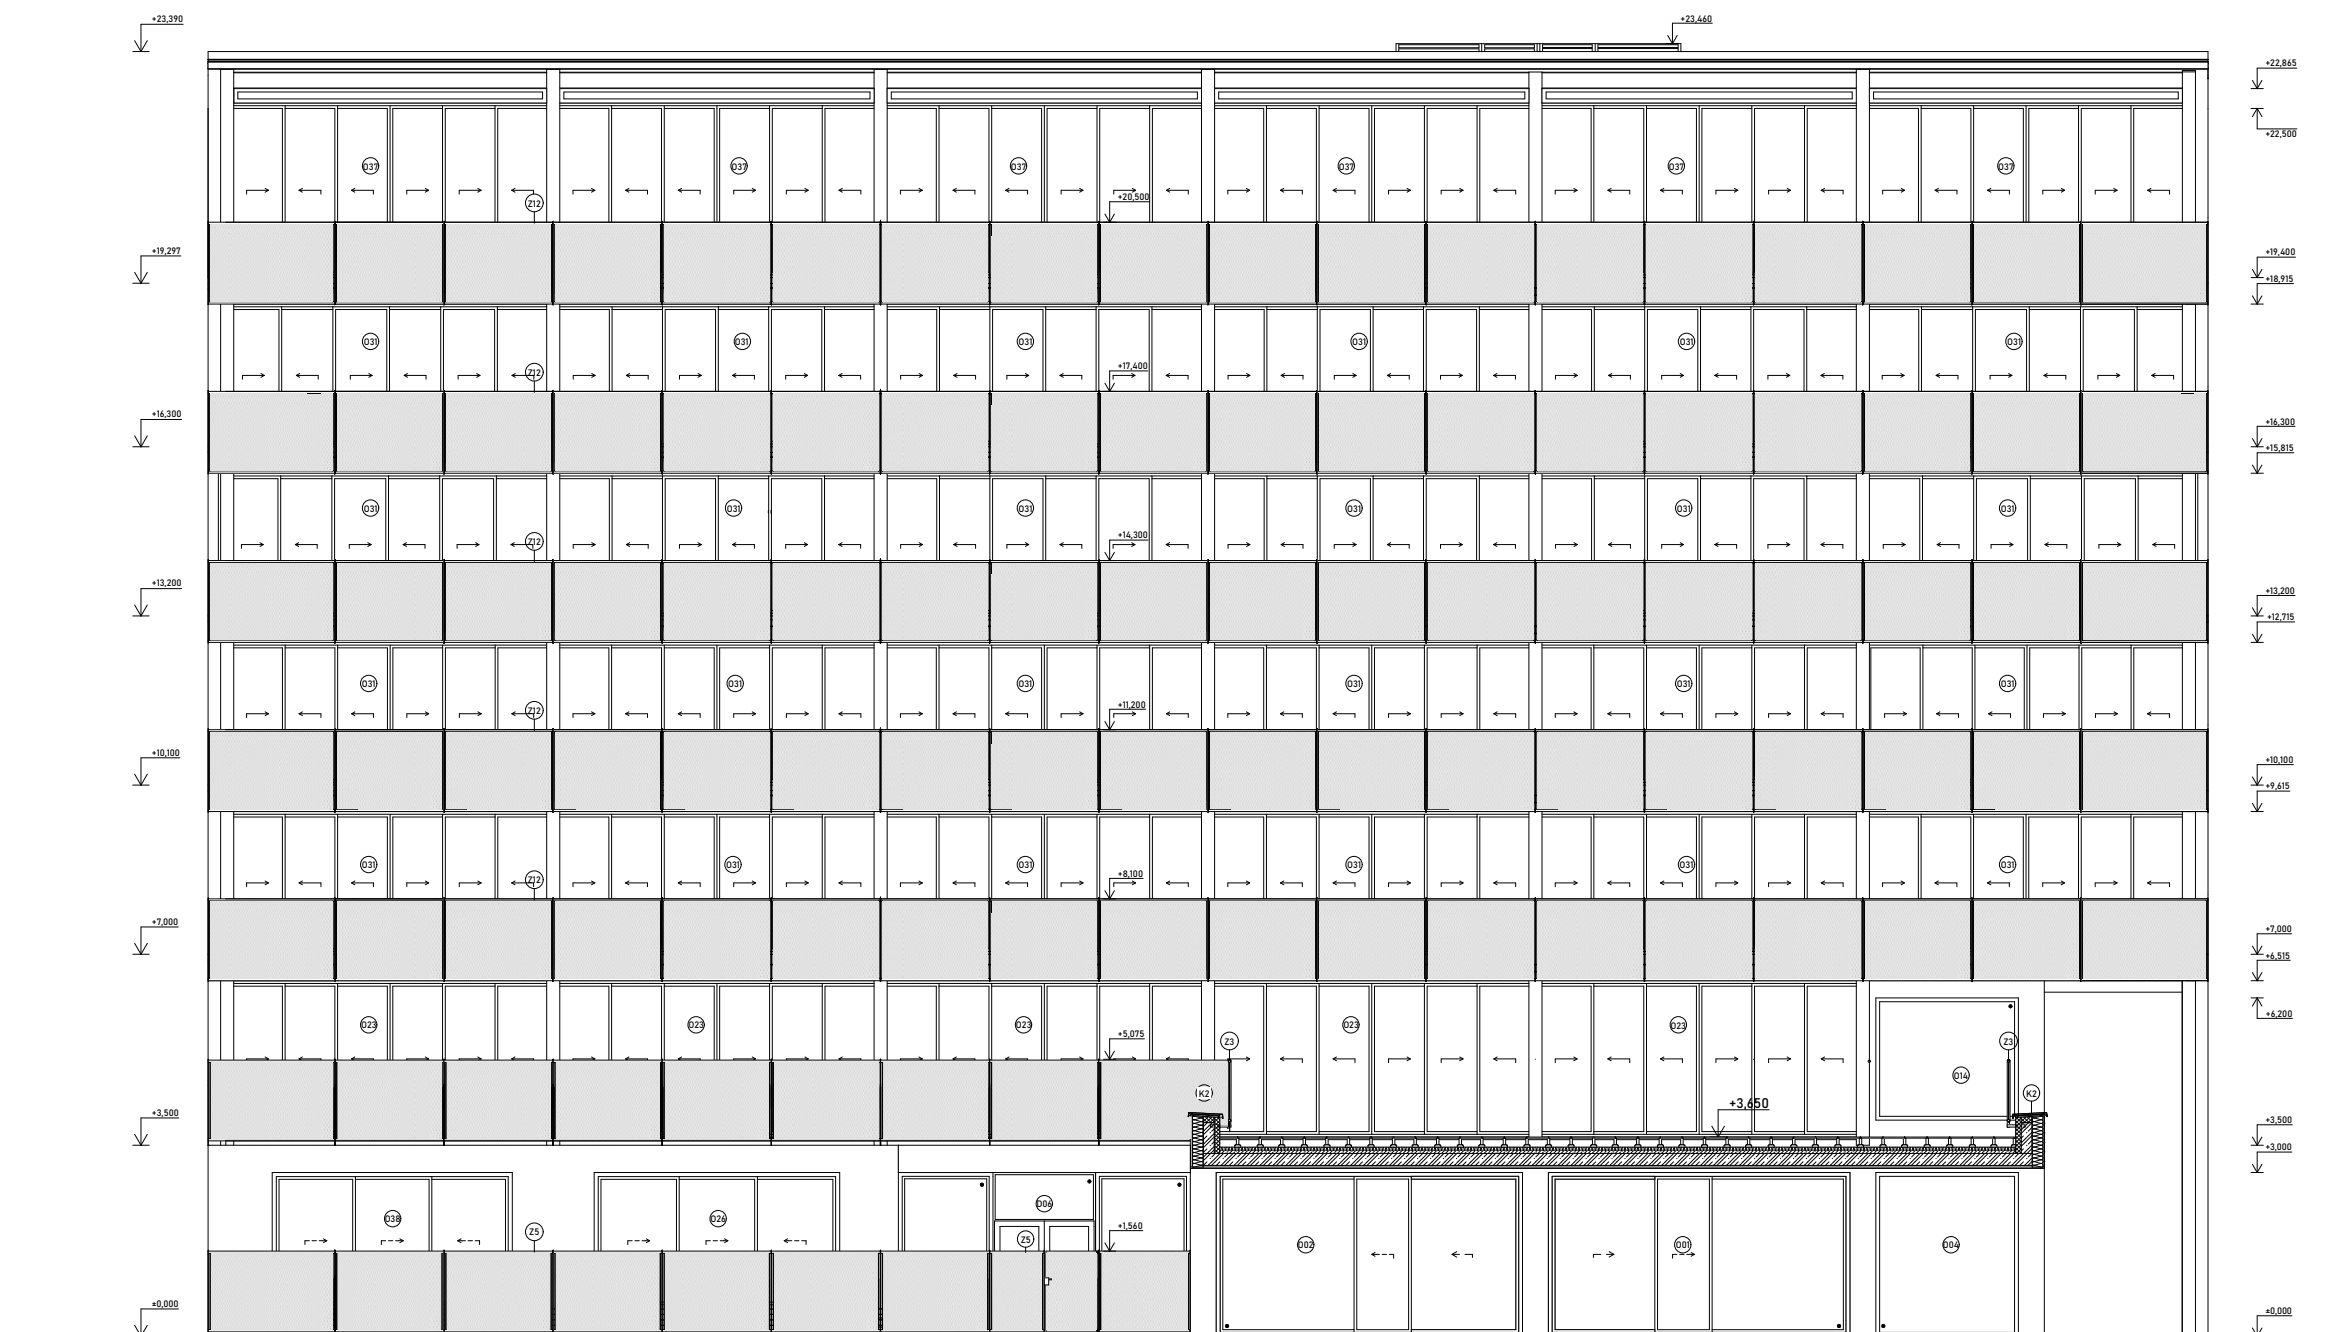 +23,390
+23,460
+22,865
+22,500
O37 O37 O37 O37 O37 O37
Z12
+20,500
+19,297
+19,400
+18,915
O31 O31 O31 O31 O31 O31
Z12
+17,400
+16,300
+16,300
+15,815
O31 O31 O31 O31 O31 O31
Z12
+14,300
+13,200
+13,200
+12,715
O31 O31 O31 O31 O31 O31
Z12
+11,200
+10,100
+10,100
+9,615
O31 O31 O31 O31 O31 O31
Z12
+8,100
+7,000
+7,000
+6,515
+6,200
O23 O23 O23 O23 O23
+5,075
Z3 Z3
O14
K2 K2
+3,650
+3,500
+3,500
+3,000
O38 O26 D06
Z5 Z5
+1,560
O02 O01 O04
±0,000
±0,000